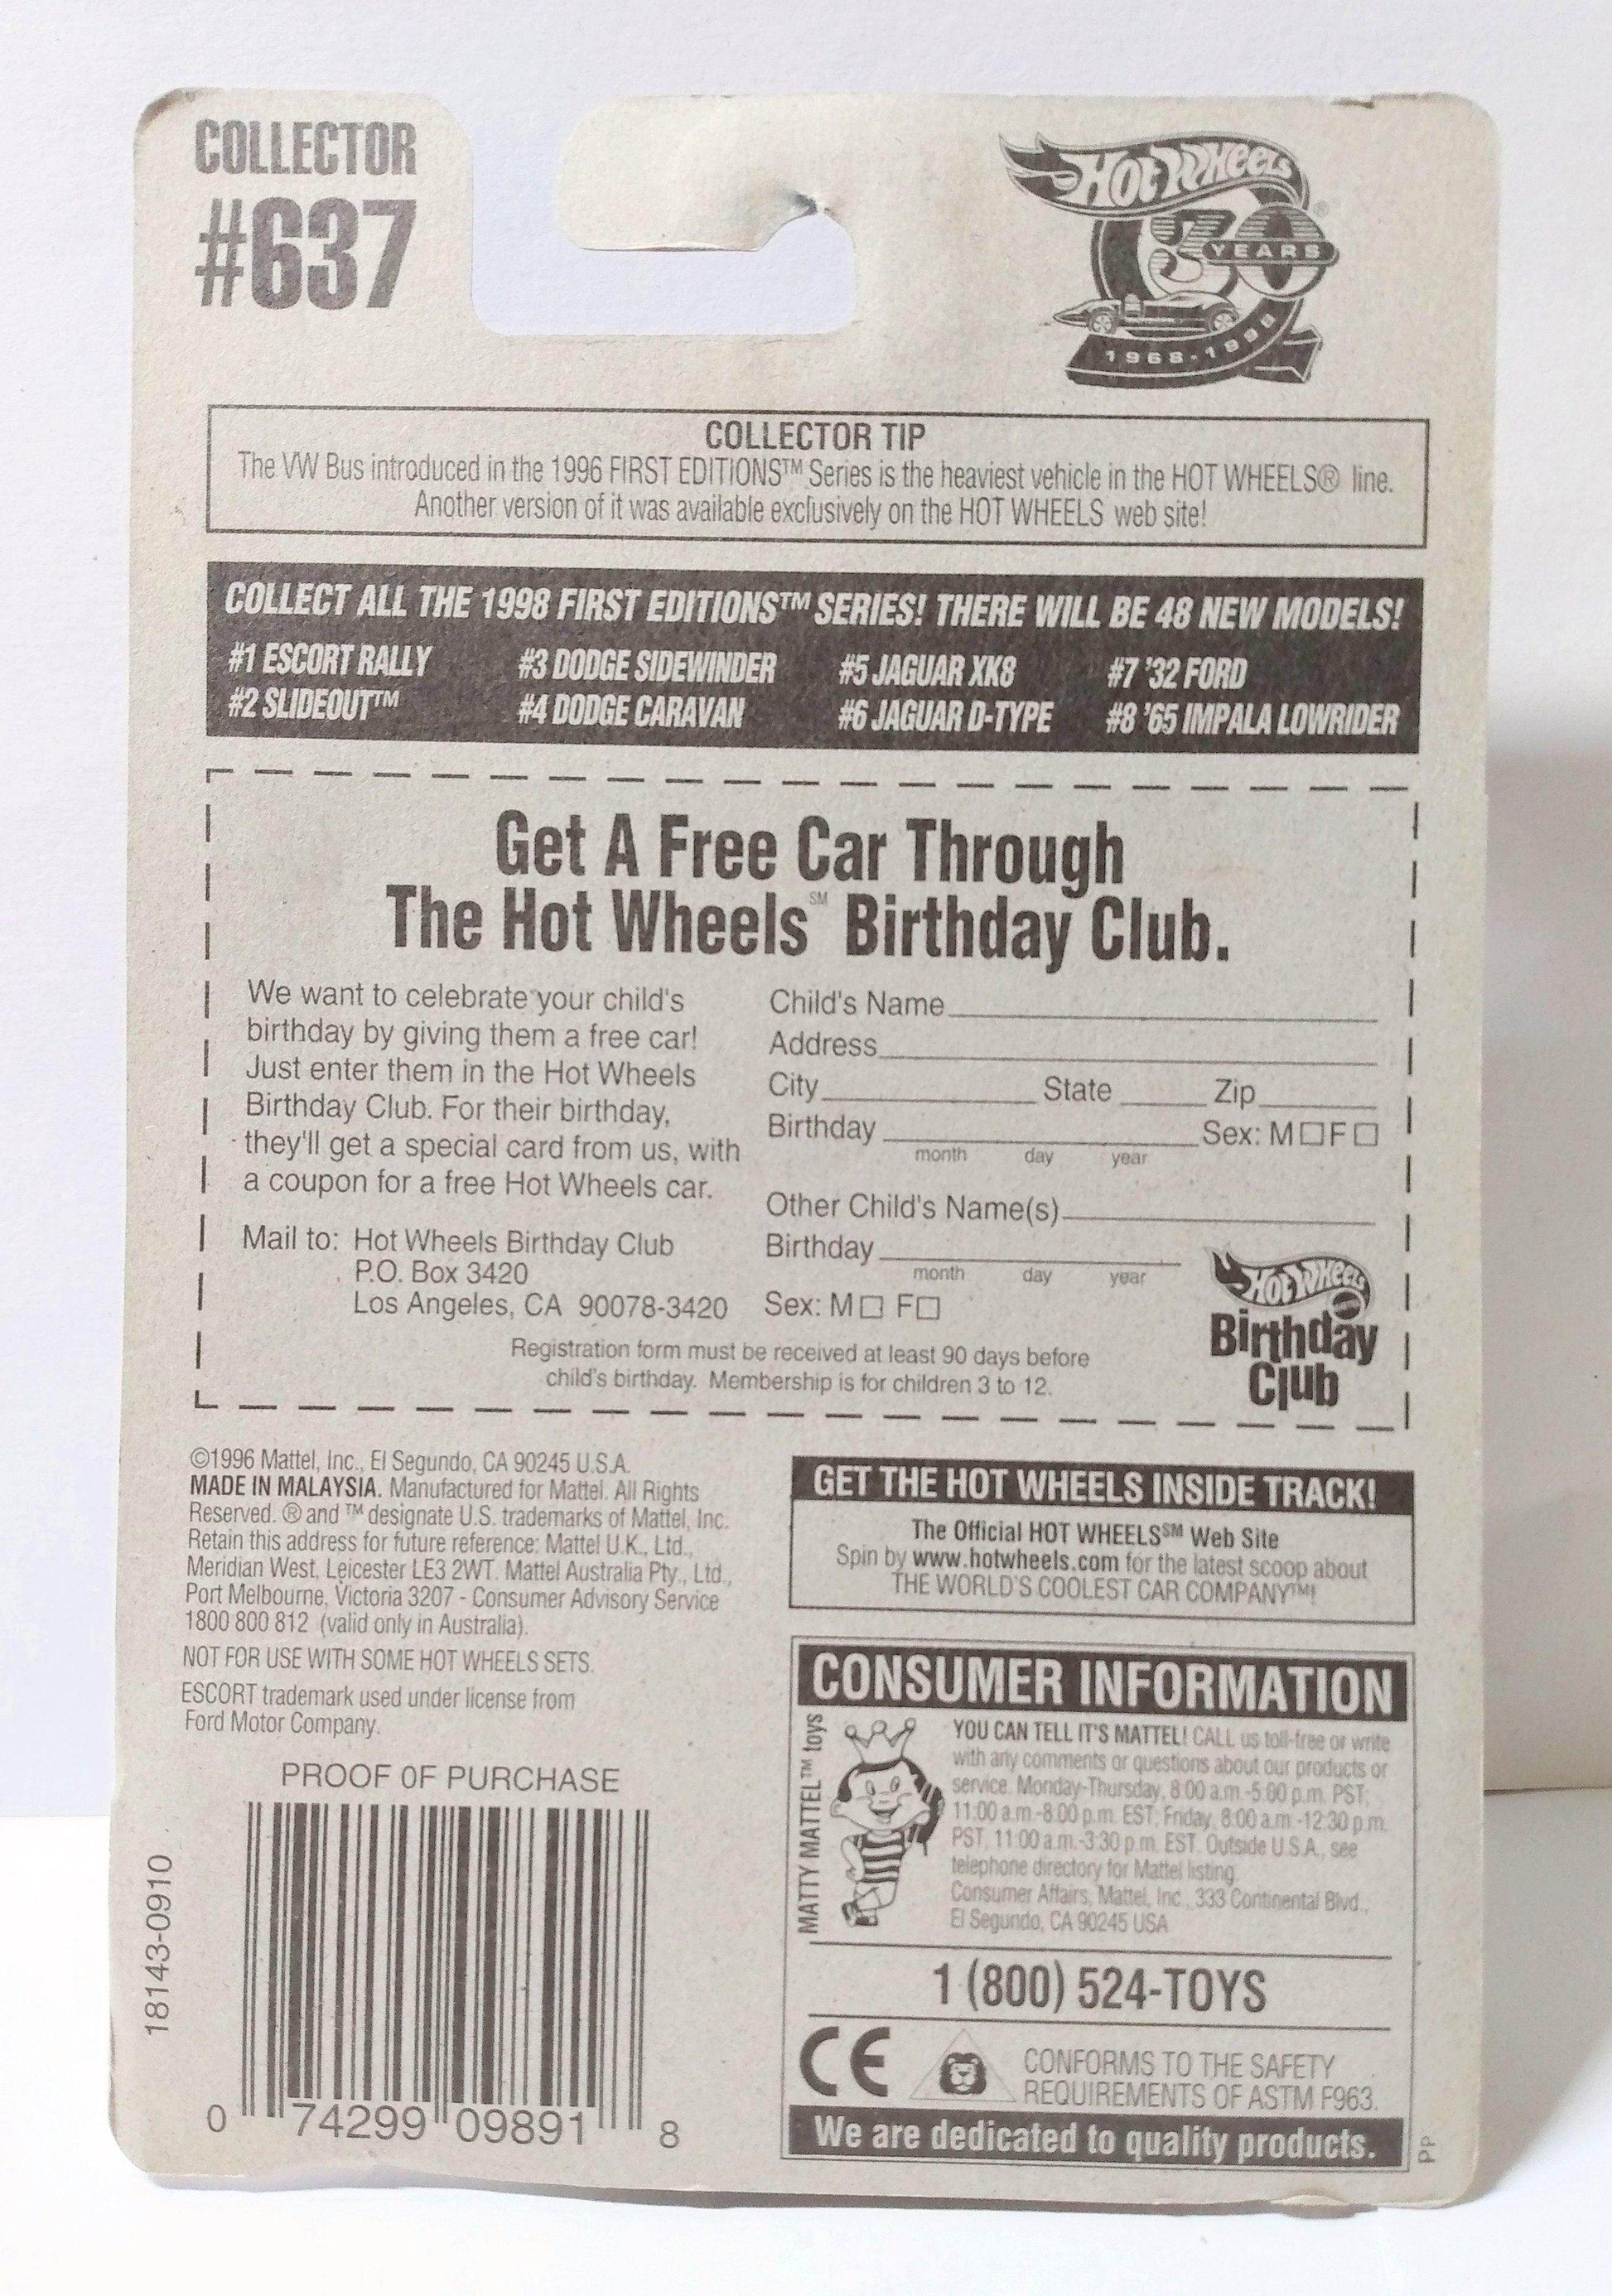 COLLECTOR
#637
HOT WHEELS
®
30
YEARS
1968-1998
COLLECTOR TIP
The VW Bus introduced in the 1996 FIRST EDITIONS™ Series is the heaviest vehicle in the HOT WHEELS® line.
Another version of it was available exclusively on the HOT WHEELS web site!
COLLECT ALL THE 1998 FIRST EDITIONS™ SERIES! THERE WILL BE 48 NEW MODELS!
#1 ESCORT RALLY #3 DODGE SIDEWINDER #5 JAGUAR XK8 #7 '32 FORD
#2 SLIDEOUT™ #4 DODGE CARAVAN #6 JAGUAR D-TYPE #8 '65 IMPALA LOWRIDER
Get A Free Car Through
The Hot Wheels℠ Birthday Club.
We want to celebrate your child's
birthday by giving them a free car!
Just enter them in the Hot Wheels
Birthday Club. For their birthday,
they'll get a special card from us, with
a coupon for a free Hot Wheels car.
Mail to: Hot Wheels Birthday Club
P.O. Box 3420
Los Angeles, CA 90078-3420
Child's Name
Address
City State Zip
Birthday Sex: M☐F☐
month day year
Other Child's Name(s)
Birthday
month day year
Sex: M☐ F☐
Hot Wheels
Birthday
Club
Registration form must be received at least 90 days before
child's birthday. Membership is for children 3 to 12.
©1996 Mattel, Inc., El Segundo, CA 90245 U.S.A.
MADE IN MALAYSIA. Manufactured for Mattel. All Rights
Reserved. ® and ™ designate U.S. trademarks of Mattel, Inc.
Retain this address for future reference: Mattel U.K., Ltd.,
Meridian West, Leicester LE3 2WT. Mattel Australia Pty., Ltd.,
Port Melbourne, Victoria 3207 - Consumer Advisory Service
1800 800 812 (valid only in Australia).
NOT FOR USE WITH SOME HOT WHEELS SETS.
ESCORT trademark used under license from
Ford Motor Company.
PROOF OF PURCHASE
18143-0910
0 74299 09891 8
GET THE HOT WHEELS INSIDE TRACK!
The Official HOT WHEELS℠ Web Site
Spin by www.hotwheels.com for the latest scoop about
THE WORLD'S COOLEST CAR COMPANY™!
CONSUMER INFORMATION
MATTY MATTEL™ toys
YOU CAN TELL IT'S MATTEL! CALL us toll-free or write
with any comments or questions about our products or
service. Monday-Thursday, 8:00 a.m.-5:00 p.m. PST;
11:00 a.m.-8:00 p.m. EST; Friday, 8:00 a.m.-12:30 p.m.
PST, 11:00 a.m.-3:30 p.m. EST. Outside U.S.A., see
telephone directory for Mattel listing.
Consumer Affairs, Mattel, Inc., 333 Continental Blvd.,
El Segundo, CA 90245 USA
1 (800) 524-TOYS
CE
CONFORMS TO THE SAFETY
REQUIREMENTS OF ASTM F963.
We are dedicated to quality products.
PP